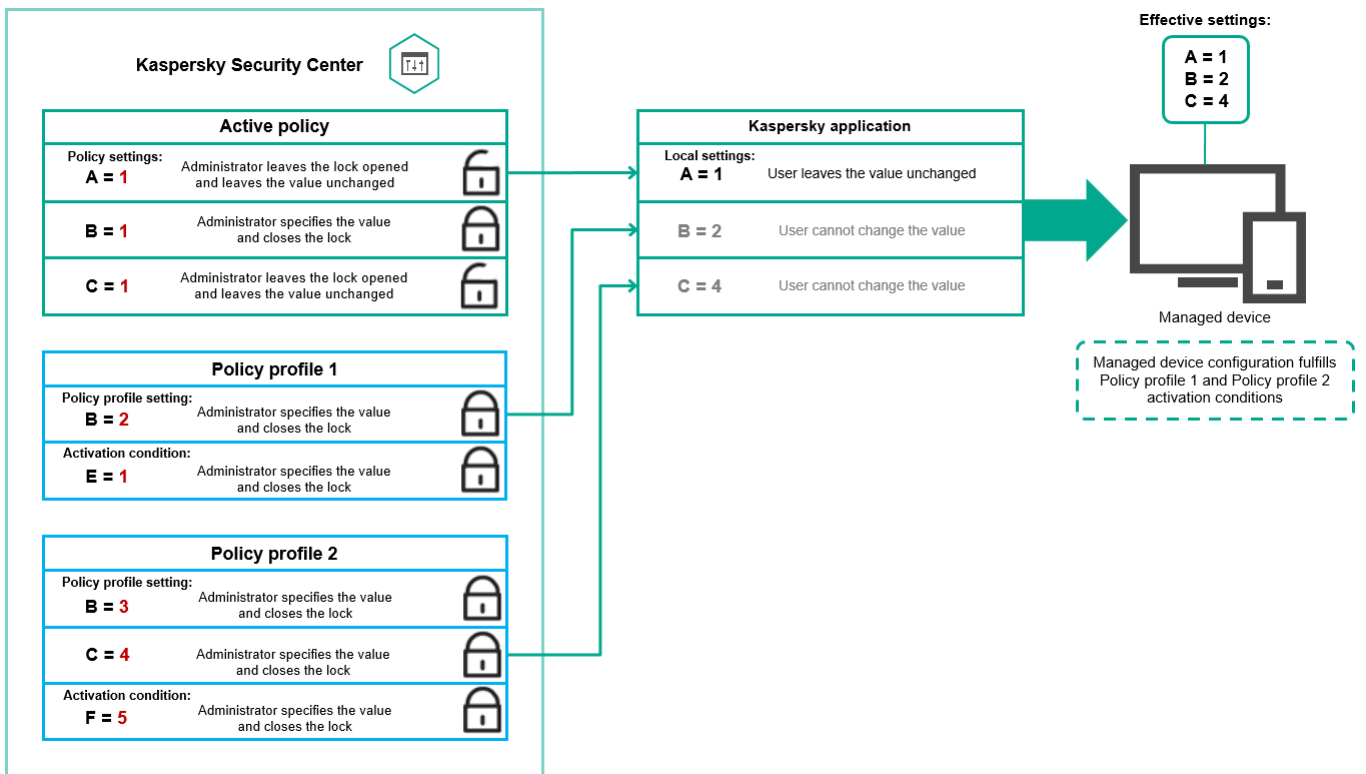 Kaspersky Security Center
Active policy
Policy settings:
A = 1
Administrator leaves the lock opened
and leaves the value unchanged
B = 1
Administrator specifies the value
and closes the lock
C = 1
Administrator leaves the lock opened
and leaves the value unchanged
Policy profile 1
Policy profile setting:
B = 2
Administrator specifies the value
and closes the lock
Activation condition:
E = 1
Administrator specifies the value
and closes the lock
Policy profile 2
Policy profile setting:
B = 3
Administrator specifies the value
and closes the lock
C = 4
Administrator specifies the value
and closes the lock
Activation condition:
F = 5
Administrator specifies the value
and closes the lock
Kaspersky application
Local settings:
A = 1
User leaves the value unchanged
B = 2
User cannot change the value
C = 4
User cannot change the value
Effective settings:
A = 1
B = 2
C = 4
Managed device
Managed device configuration fulfills
Policy profile 1 and Policy profile 2
activation conditions